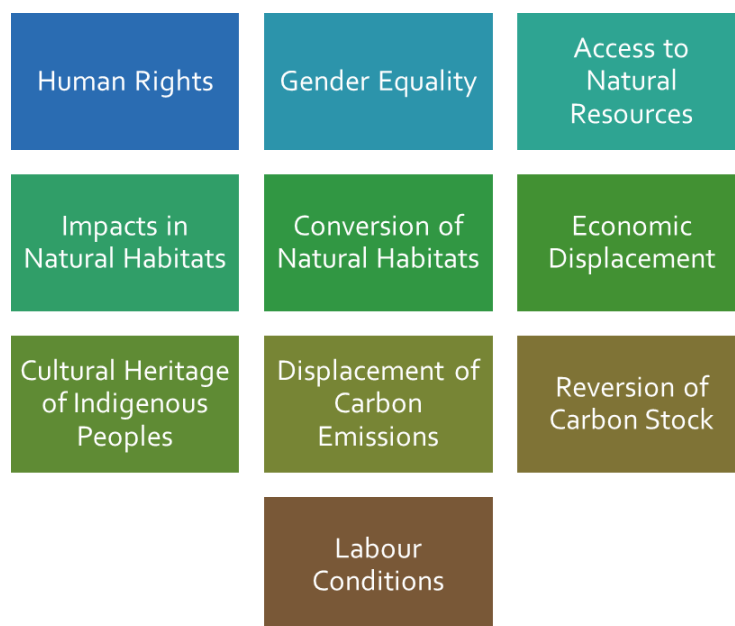 Human Rights
Gender Equality
Access to
Natural
Resources
Impacts in
Natural Habitats
Conversion of
Natural Habitats
Economic
Displacement
Cultural Heritage
of Indigenous
Peoples
Displacement of
Carbon
Emissions
Reversion of
Carbon Stock
Labour
Conditions